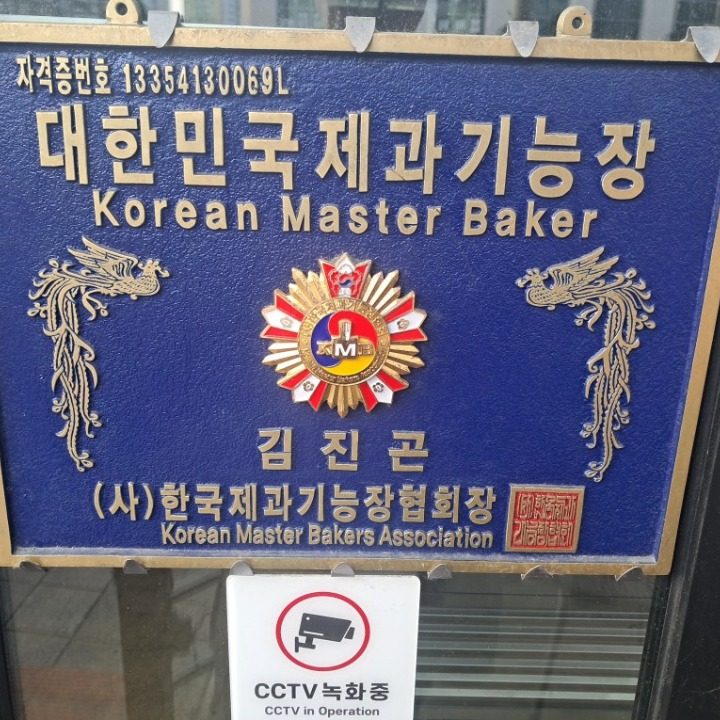 자격증번호 13354130069L
대한민국제과기능장
Korean Master Baker
KMB
김진곤
(사)한국제과기능장협회장
Korean Master Bakers Association
CCTV 녹화중
CCTV in Operation